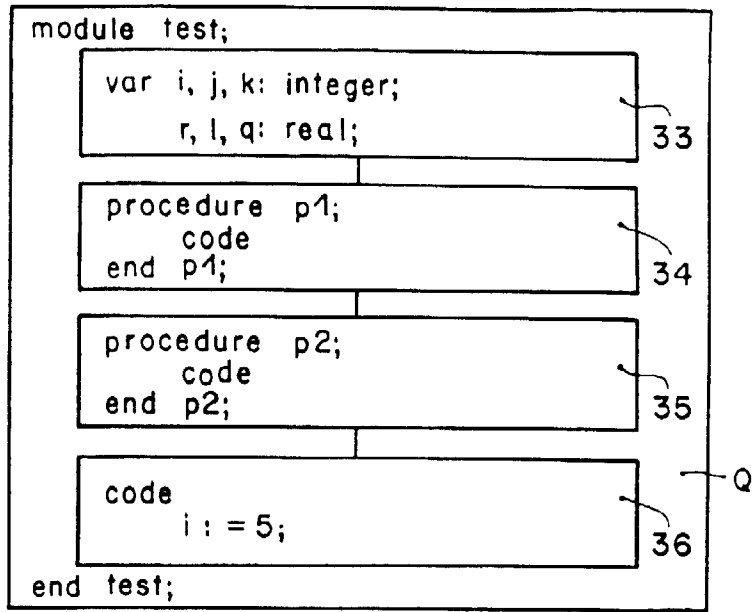 module test;
var i, j, k: integer;
r, l, q: real;
33
procedure p1;
code
end p1;
34
procedure p2;
code
end p2;
35
Q
code
i := 5;
36
end test;